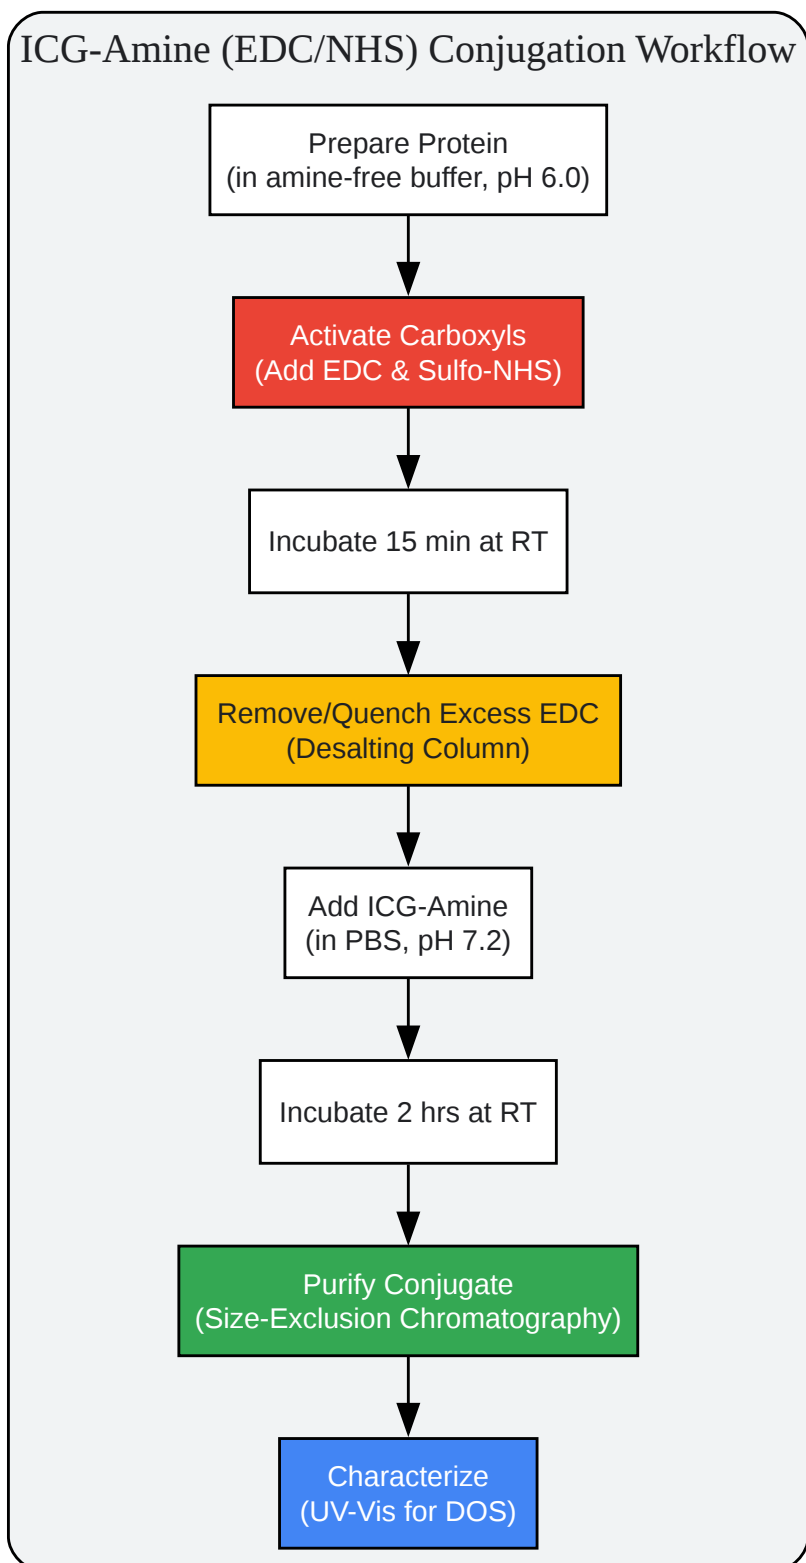 ICG-Amine (EDC/NHS) Conjugation Workflow
Prepare Protein
(in amine-free buffer, pH 6.0)
Activate Carboxyls
(Add EDC & Sulfo-NHS)
Incubate 15 min at RT
Remove/Quench Excess EDC
(Desalting Column)
Add ICG-Amine
(in PBS, pH 7.2)
Incubate 2 hrs at RT
Purify Conjugate
(Size-Exclusion Chromatography)
Characterize
(UV-Vis for DOS)